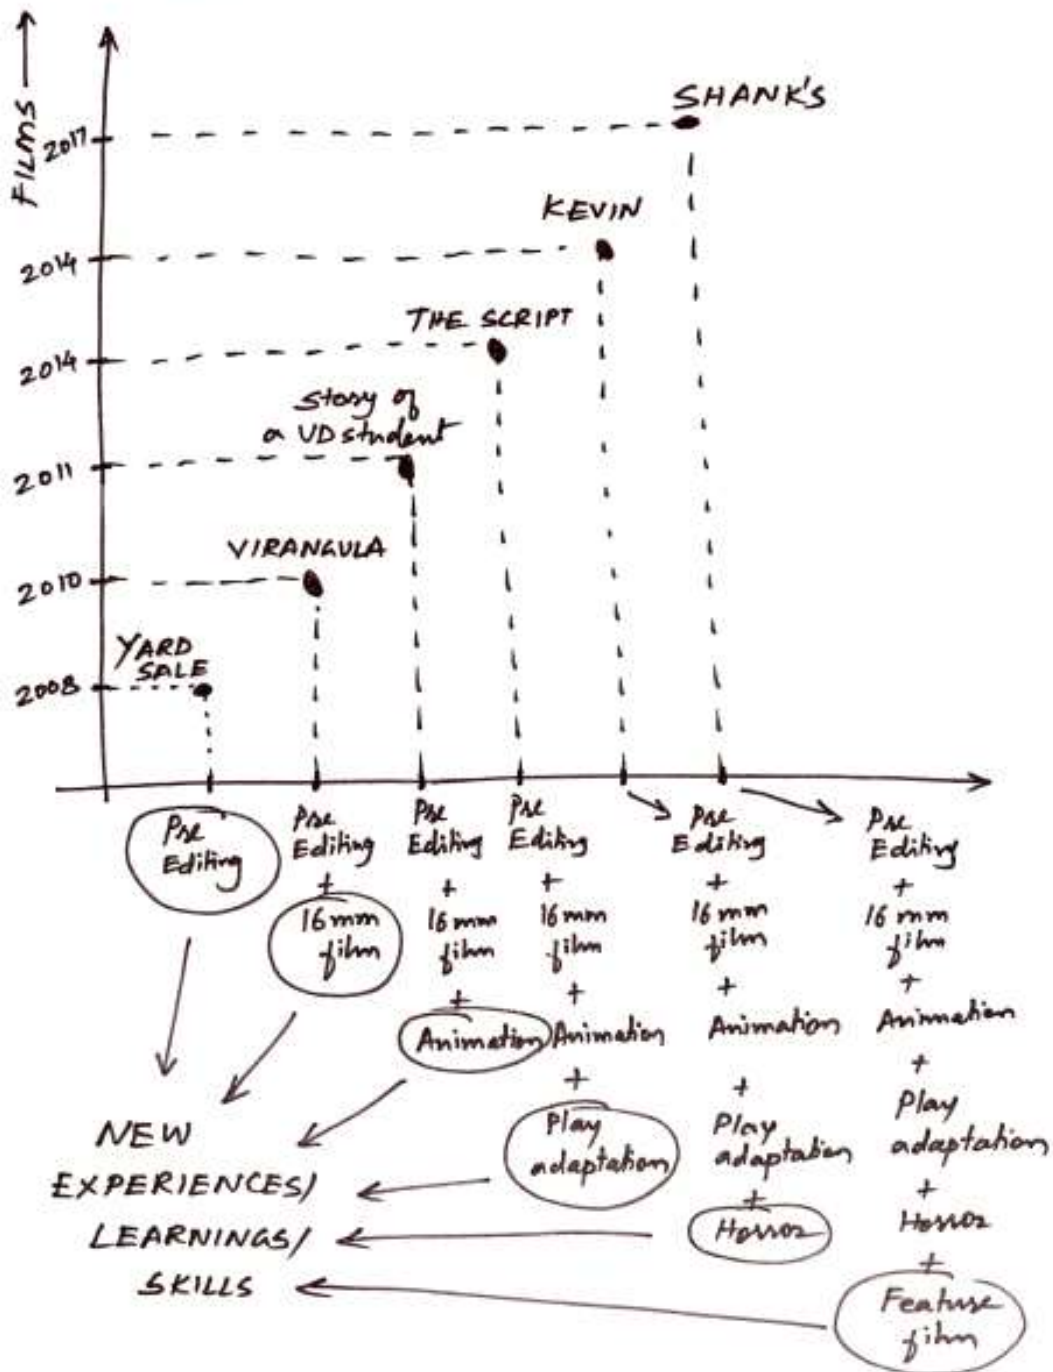 FILMS
2017
2014
2014
2011
2010
2008
SHANK'S
KEVIN
THE SCRIPT
Story of
a UD student
VIRANGULA
YARD
SALE
Pre
Editing
Pre
Editing
+
16mm
film
Pre
Editing
+
16mm
film
+
Animation
Pre
Editing
+
16mm
film
+
Animation
+
Play
adaptation
Pre
Editing
+
16mm
film
+
Animation
+
Play
adaptation
+
Horror
Pre
Editing
+
16mm
film
+
Animation
+
Play
adaptation
+
Horror
+
Feature
film
NEW
EXPERIENCES/
LEARNINGS/
SKILLS